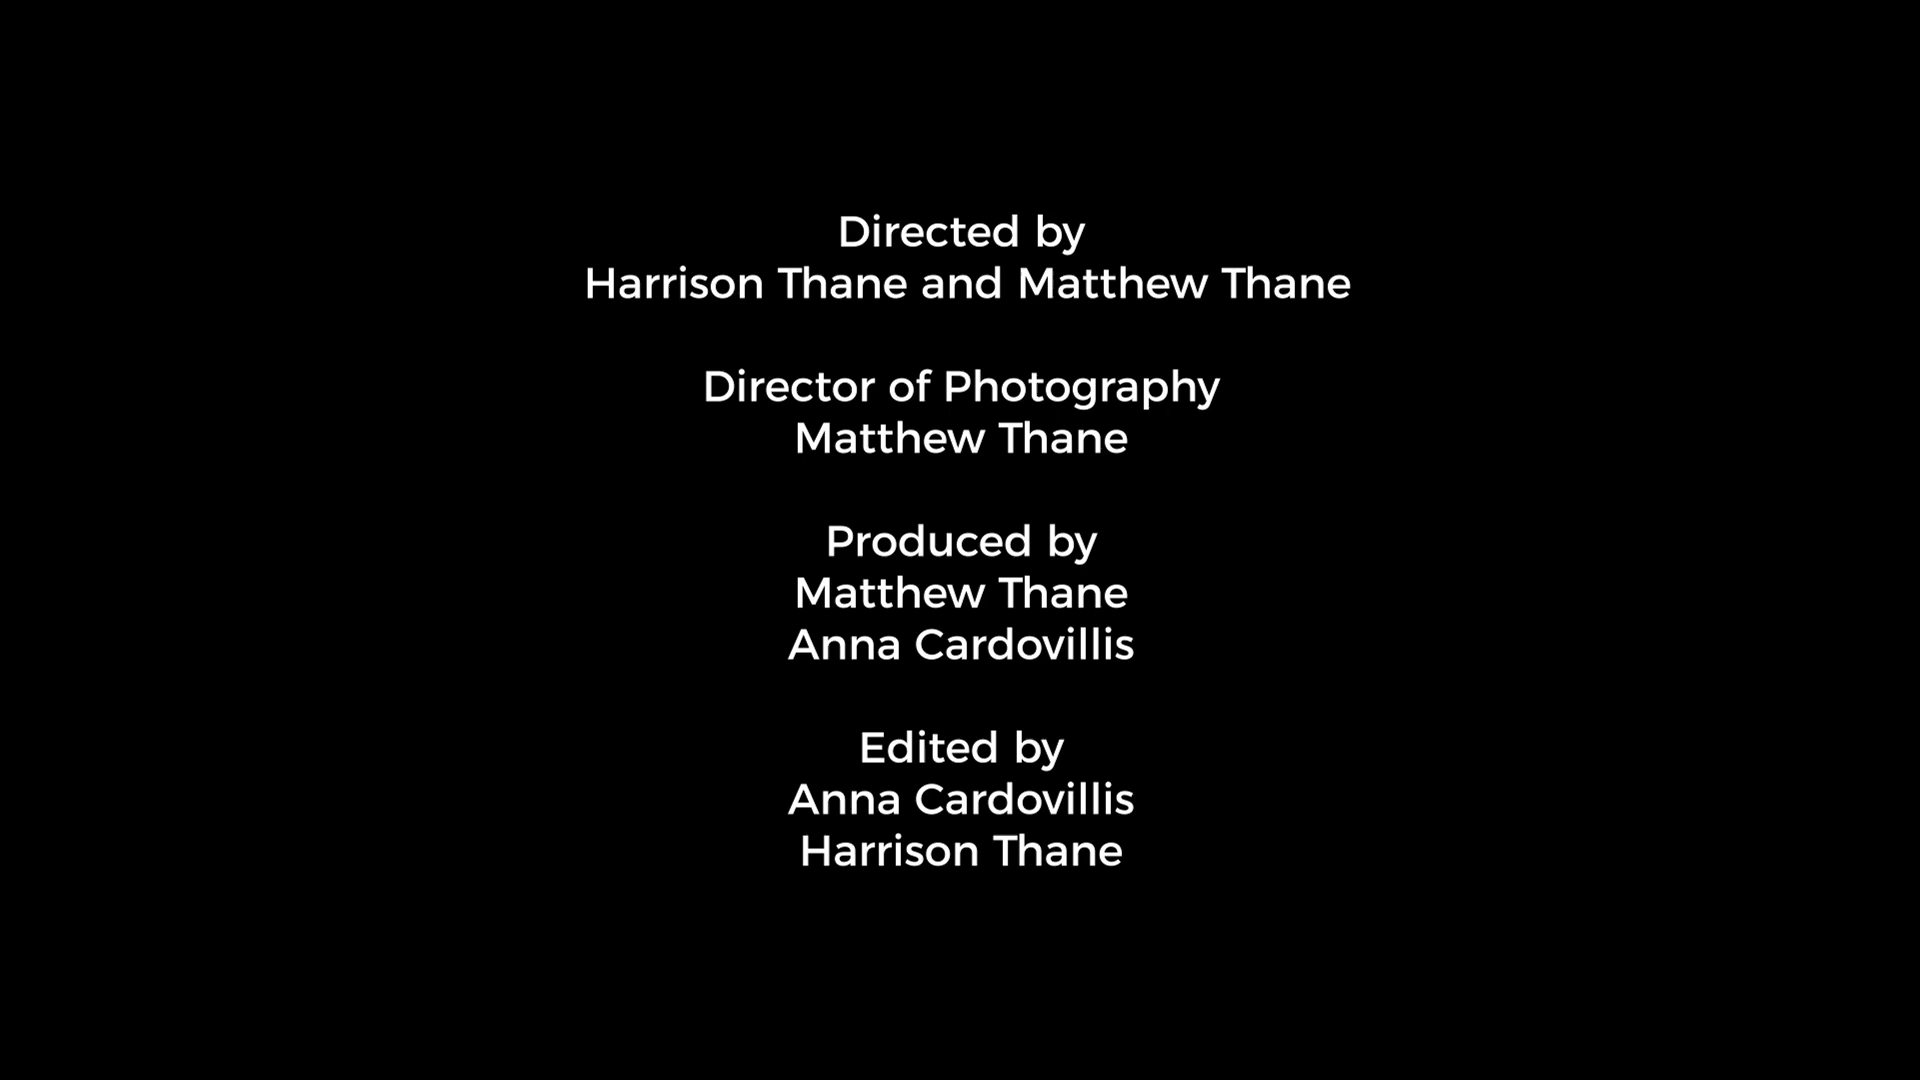 Directed by
Harrison Thane and Matthew Thane
Director of Photography
Matthew Thane
Produced by
Matthew Thane
Anna Cardovillis
Edited by
Anna Cardovillis
Harrison Thane